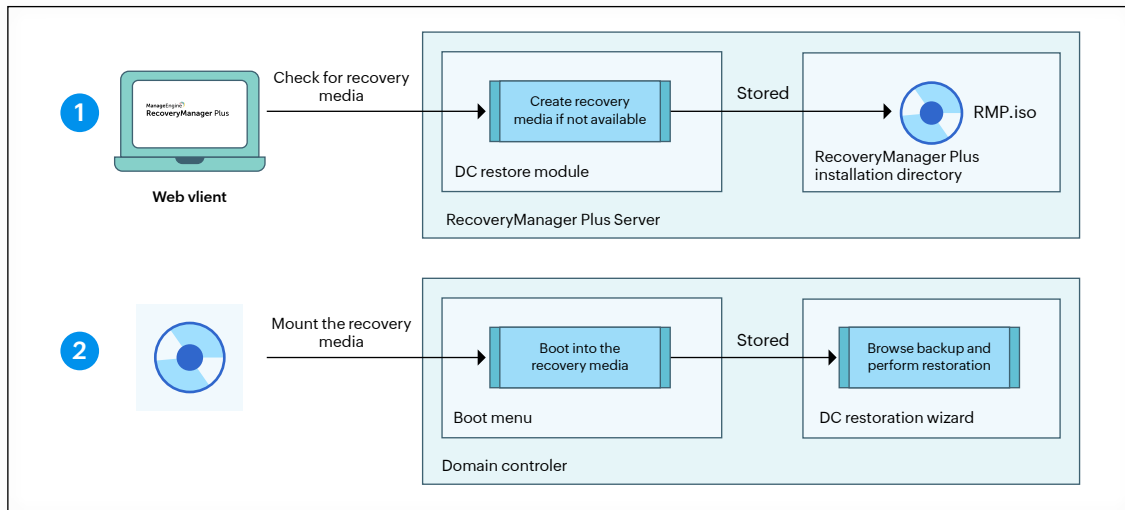 1
ManageEngine
RecoveryManager Plus
Web vlient
Check for recovery
media
Create recovery
media if not available
DC restore module
Stored
RMP.iso
RecoveryManager Plus
installation directory
RecoveryManager Plus Server
2
Mount the recovery
media
Boot into the
recovery media
Boot menu
Stored
Browse backup and
perform restoration
DC restoration wizard
Domain controler